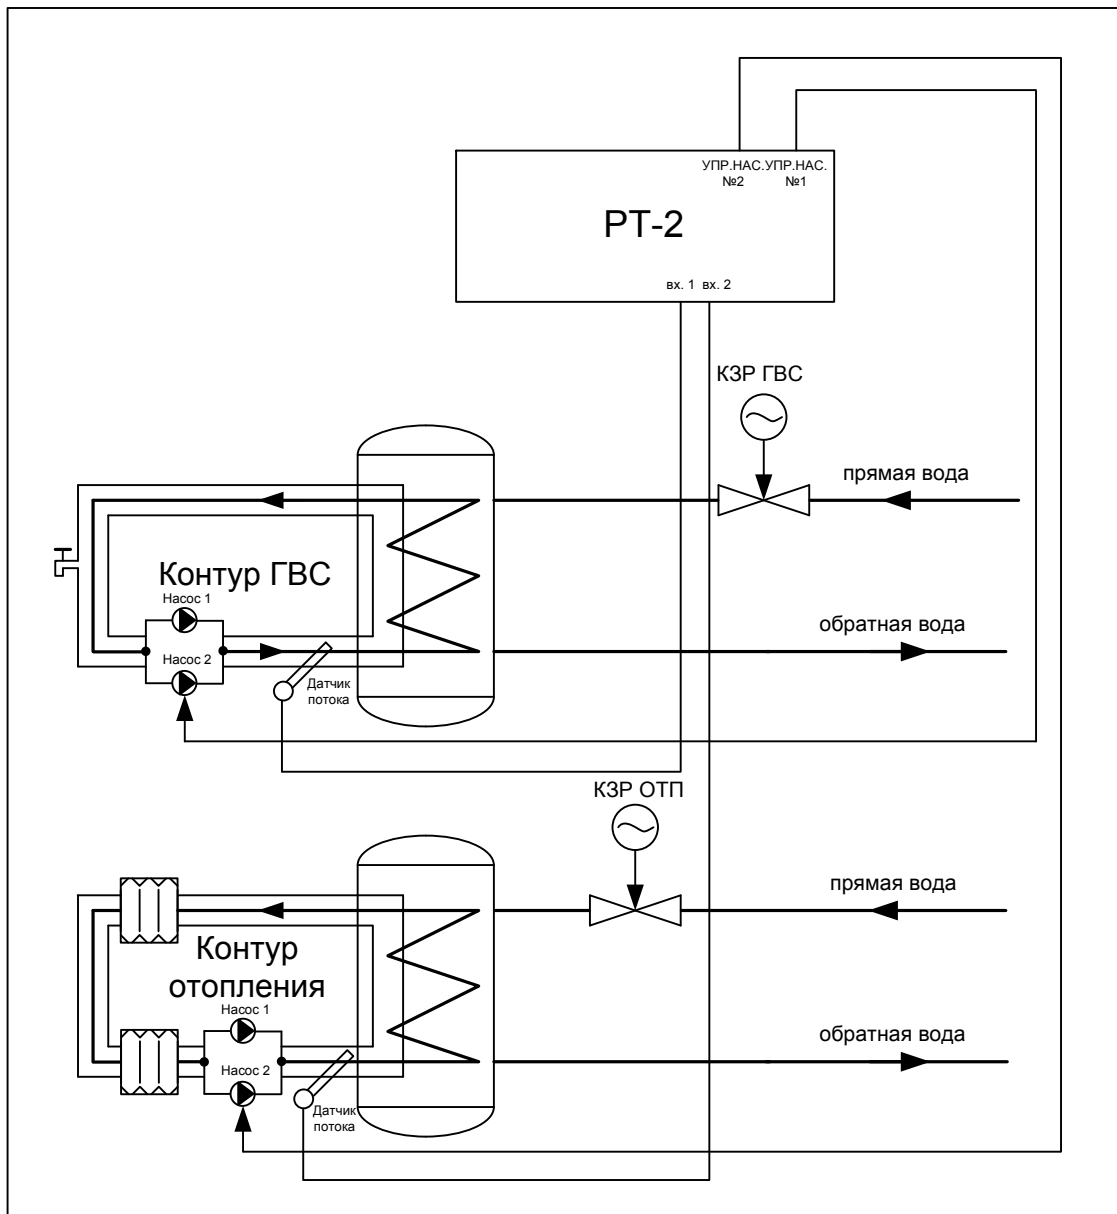 УПР.НАС. УПР.НАС.
№2 №1
РТ-2
вх. 1 вх. 2
КЗР ГВС
прямая вода
Контур ГВС
Насос 1
обратная вода
Насос 2
Датчик
потока
КЗР ОТП
прямая вода
Контур
отопления
Насос 1
обратная вода
Насос 2
Датчик
потока